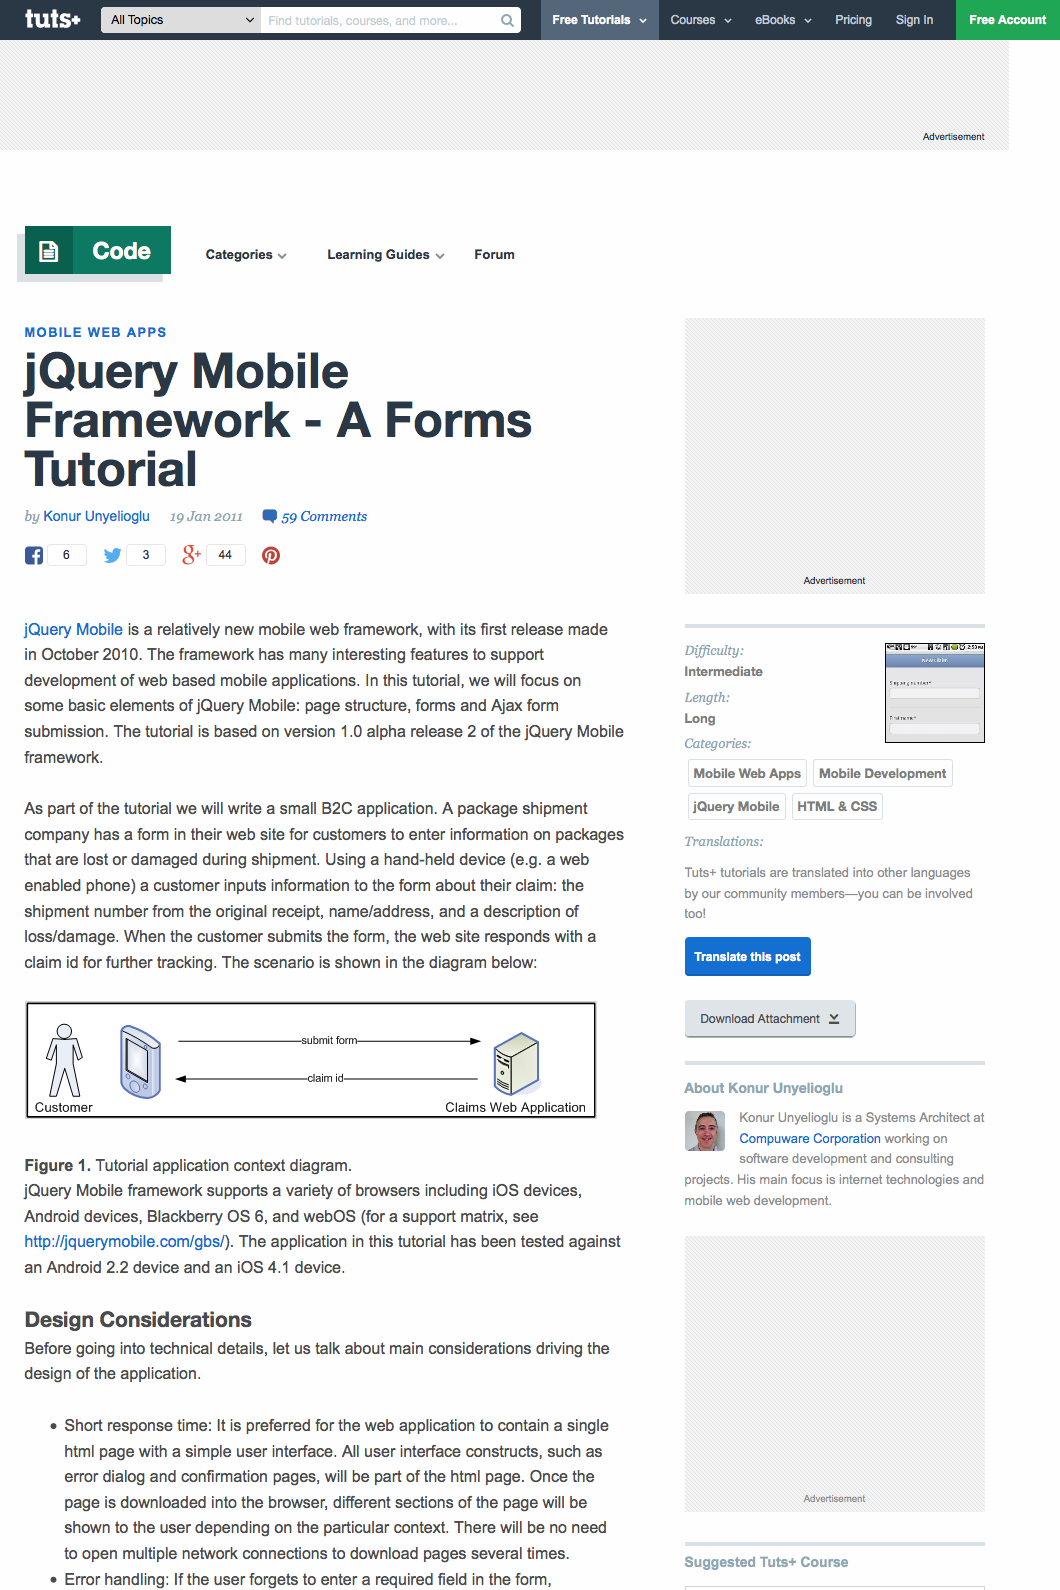 tuts+
All Topics
Find tutorials, courses, and more...
Free Tutorials
Courses
eBooks
Pricing
Sign In
Free Account
Advertisement
Code
Categories
Learning Guides
Forum
MOBILE WEB APPS
jQuery Mobile
Framework - A Forms
Tutorial
by Konur Unyelioglu 19 Jan 2011 59 Comments
6
3
44
jQuery Mobile is a relatively new mobile web framework, with its first release made
in October 2010. The framework has many interesting features to support
development of web based mobile applications. In this tutorial, we will focus on
some basic elements of jQuery Mobile: page structure, forms and Ajax form
submission. The tutorial is based on version 1.0 alpha release 2 of the jQuery Mobile
framework.
As part of the tutorial we will write a small B2C application. A package shipment
company has a form in their web site for customers to enter information on packages
that are lost or damaged during shipment. Using a hand-held device (e.g. a web
enabled phone) a customer inputs information to the form about their claim: the
shipment number from the original receipt, name/address, and a description of
loss/damage. When the customer submits the form, the web site responds with a
claim id for further tracking. The scenario is shown in the diagram below:
submit form
claim id
Customer
Claims Web Application
Figure 1. Tutorial application context diagram.
jQuery Mobile framework supports a variety of browsers including iOS devices,
Android devices, Blackberry OS 6, and webOS (for a support matrix, see
http://jquerymobile.com/gbs/). The application in this tutorial has been tested against
an Android 2.2 device and an iOS 4.1 device.
Design Considerations
Before going into technical details, let us talk about main considerations driving the
design of the application.
• Short response time: It is preferred for the web application to contain a single
html page with a simple user interface. All user interface constructs, such as
error dialog and confirmation pages, will be part of the html page. Once the
page is downloaded into the browser, different sections of the page will be
shown to the user depending on the particular context. There will be no need
to open multiple network connections to download pages several times.
• Error handling: If the user forgets to enter a required field in the form,
Advertisement
Difficulty:
Intermediate
Length:
Long
Categories:
Mobile Web Apps
Mobile Development
jQuery Mobile
HTML & CSS
2:53 PM
New Claim
Shipping number*
First name*
Translations:
Tuts+ tutorials are translated into other languages
by our community members—you can be involved
too!
Translate this post
Download Attachment
About Konur Unyelioglu
Konur Unyelioglu is a Systems Architect at
Compuware Corporation working on
software development and consulting
projects. His main focus is internet technologies and
mobile web development.
Advertisement
Suggested Tuts+ Course